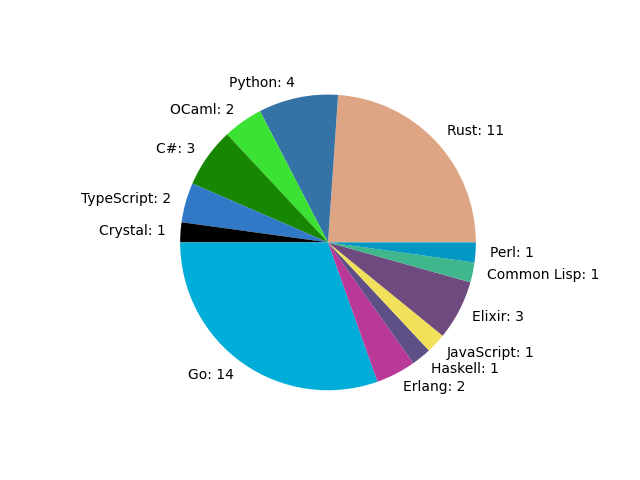 Python: 4
OCaml: 2
Rust: 11
C#: 3
TypeScript: 2
Crystal: 1
Perl: 1
Common Lisp: 1
Elixir: 3
JavaScript: 1
Haskell: 1
Go: 14
Erlang: 2